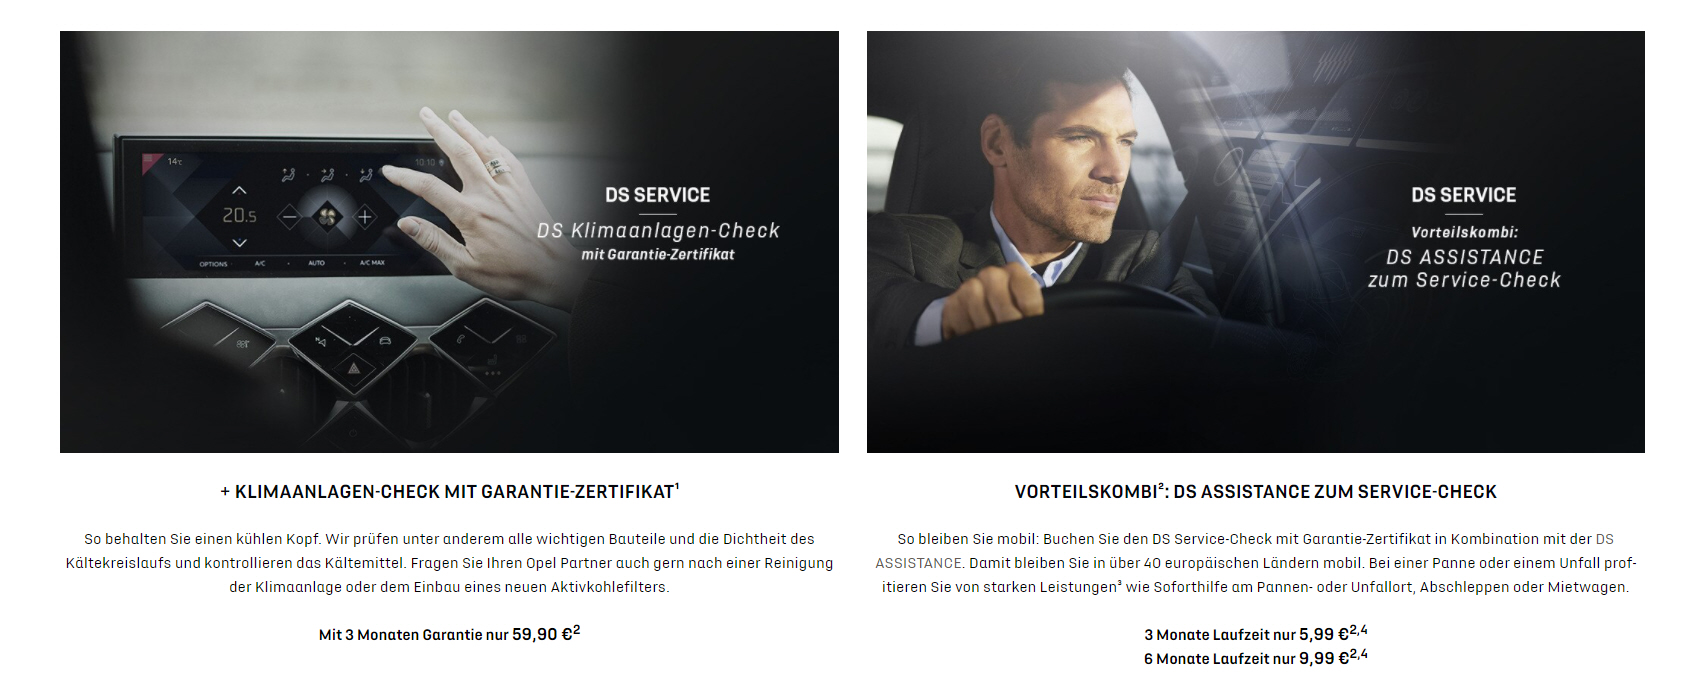 14°C
10:10
20.5
OPTIONS
A/C
AUTO
A/C MAX
DS SERVICE
DS Klimaanlagen-Check
mit Garantie-Zertifikat
DS SERVICE
Vorteilskombi:
DS ASSISTANCE
zum Service-Check
+ KLIMAANLAGEN-CHECK MIT GARANTIE-ZERTIFIKAT¹
So behalten Sie einen kühlen Kopf. Wir prüfen unter anderem alle wichtigen Bauteile und die Dichtheit des
Kältekreislaufs und kontrollieren das Kältemittel. Fragen Sie Ihren Opel Partner auch gern nach einer Reinigung
der Klimaanlage oder dem Einbau eines neuen Aktivkohlefilters.
Mit 3 Monaten Garantie nur 59,90 €²
VORTEILSKOMBI²: DS ASSISTANCE ZUM SERVICE-CHECK
So bleiben Sie mobil: Buchen Sie den DS Service-Check mit Garantie-Zertifikat in Kombination mit der DS
ASSISTANCE. Damit bleiben Sie in über 40 europäischen Ländern mobil. Bei einer Panne oder einem Unfall prof-
itieren Sie von starken Leistungen³ wie Soforthilfe am Pannen- oder Unfallort, Abschleppen oder Mietwagen.
3 Monate Laufzeit nur 5,99 €²,⁴
6 Monate Laufzeit nur 9,99 €²,⁴